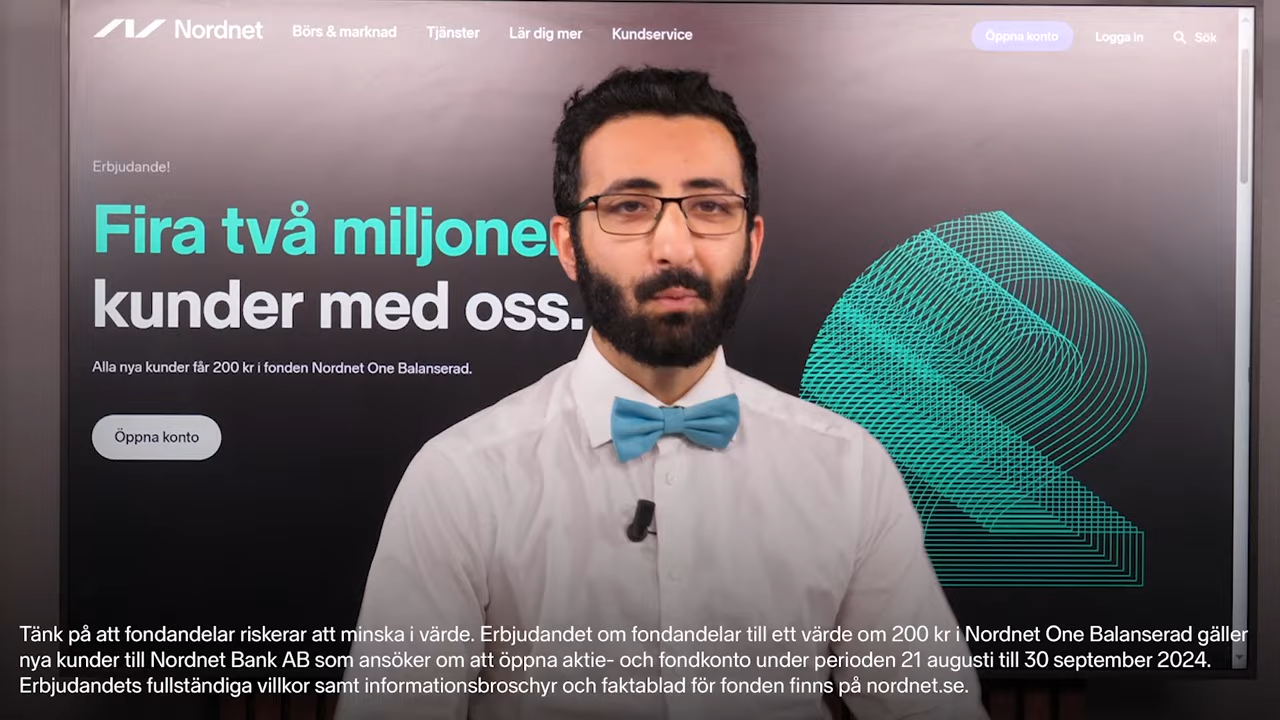 Nordnet Börs & marknad Tjänster Lär dig mer Kundservice Öppna konto Logga in Sök
Erbjudande!
Fira två miljoner
kunder med oss.
Alla nya kunder får 200 kr i fonden Nordnet One Balanserad.
Öppna konto
Tänk på att fondandelar riskerar att minska i värde. Erbjudandet om fondandelar till ett värde om 200 kr i Nordnet One Balanserad gäller
nya kunder till Nordnet Bank AB som ansöker om att öppna aktie- och fondkonto under perioden 21 augusti till 30 september 2024.
Erbjudandets fullständiga villkor samt informationsbroschyr och faktablad för fonden finns på nordnet.se.